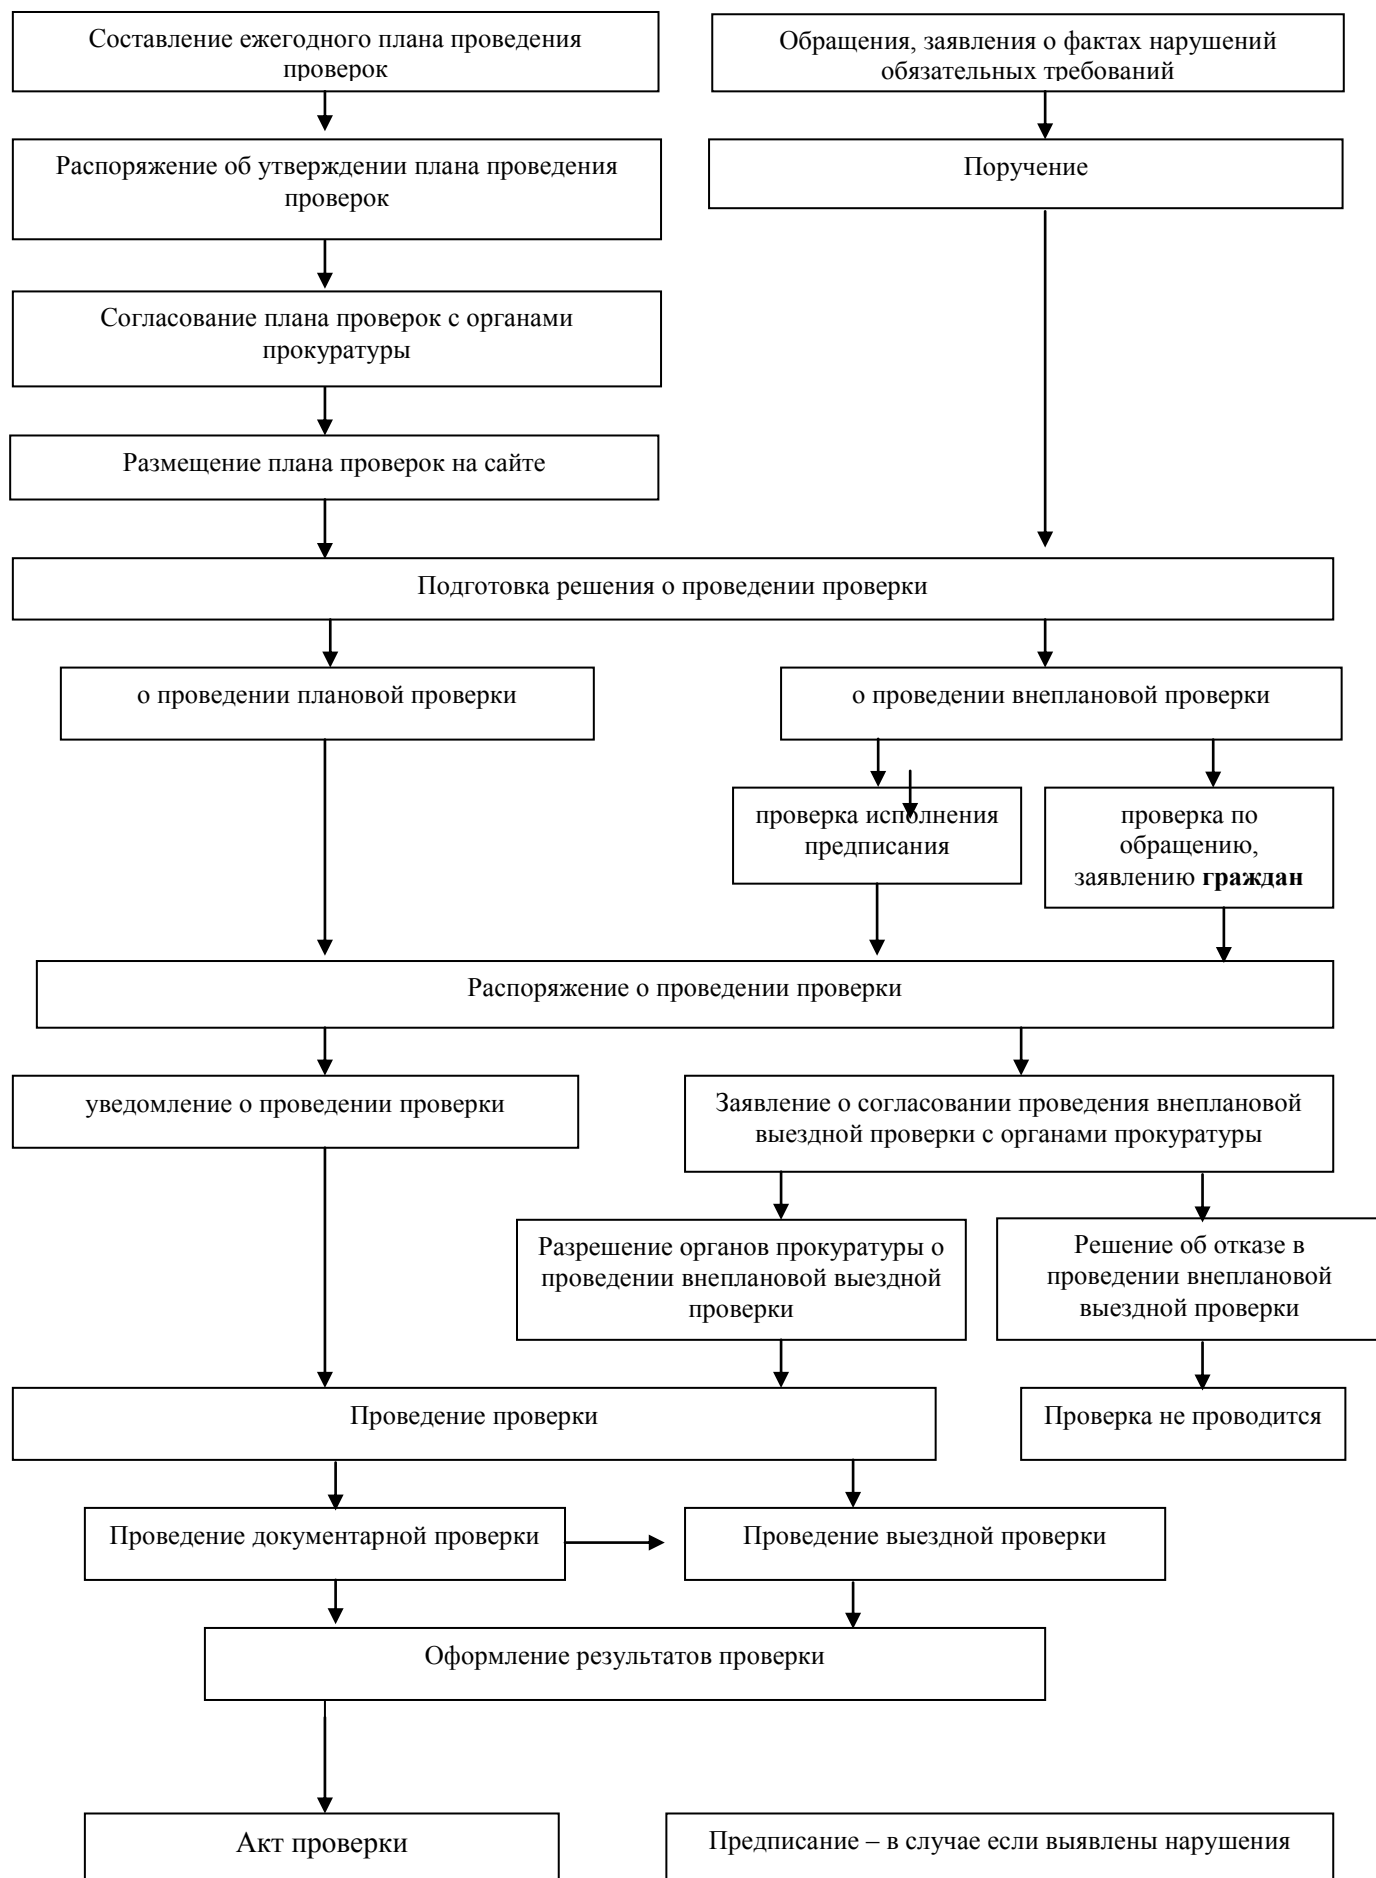 Составление ежегодного плана проведения
проверок
Обращения, заявления о фактах нарушений
обязательных требований
Распоряжение об утверждении плана проведения
проверок
Поручение
Согласование плана проверок с органами
прокуратуры
Размещение плана проверок на сайте
Подготовка решения о проведении проверки
о проведении плановой проверки
о проведении внеплановой проверки
проверка исполнения
предписания
проверка по
обращению,
заявлению граждан
Распоряжение о проведении проверки
уведомление о проведении проверки
Заявление о согласовании проведения внеплановой
выездной проверки с органами прокуратуры
Разрешение органов прокуратуры о
проведении внеплановой выездной
проверки
Решение об отказе в
проведении внеплановой
выездной проверки
Проведение проверки
Проверка не проводится
Проведение документарной проверки
Проведение выездной проверки
Оформление результатов проверки
Акт проверки
Предписание – в случае если выявлены нарушения